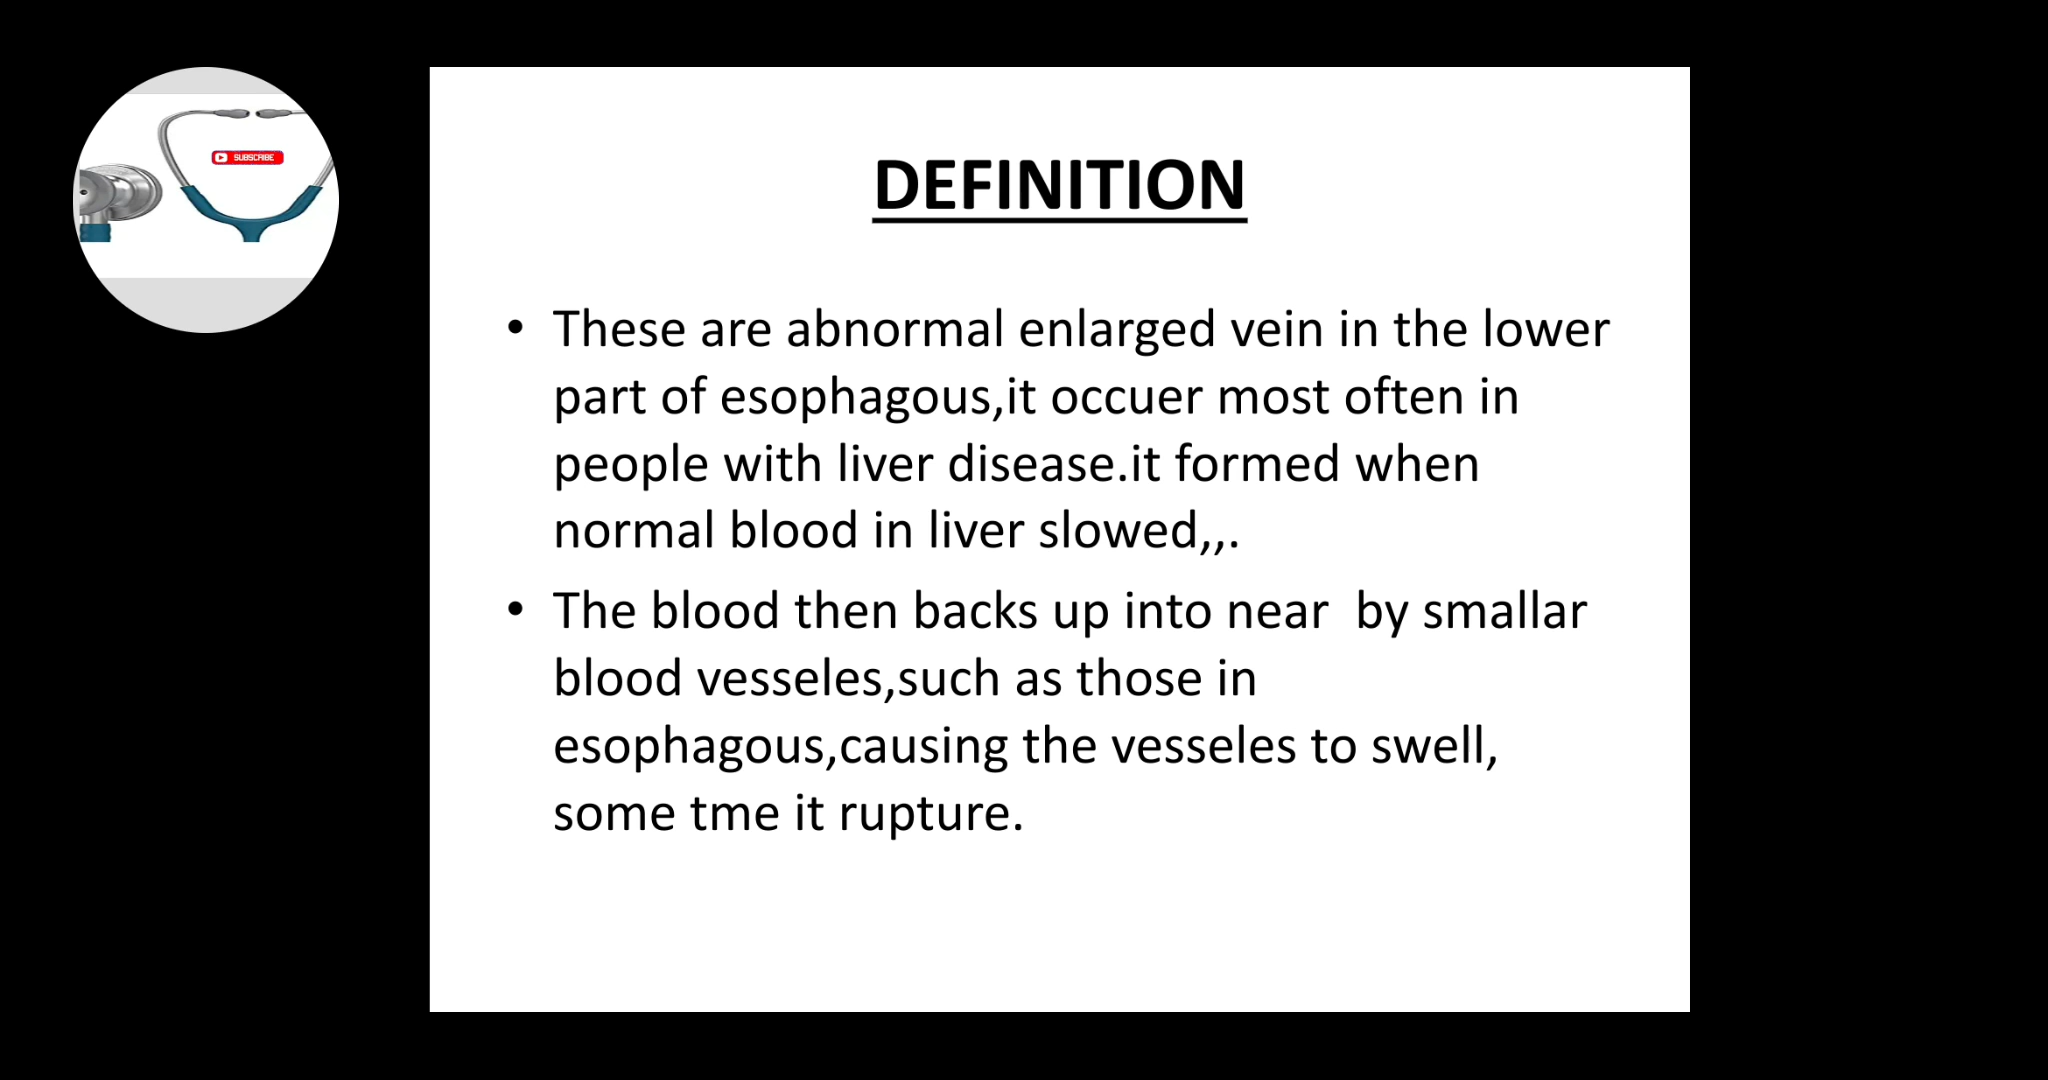 SUBSCRIBE
DEFINITION
• These are abnormal enlarged vein in the lower
part of esophagous,it occuer most often in
people with liver disease.it formed when
normal blood in liver slowed,,.
• The blood then backs up into near  by smallar
blood vesseles,such as those in
esophagous,causing the vesseles to swell,
some tme it rupture.